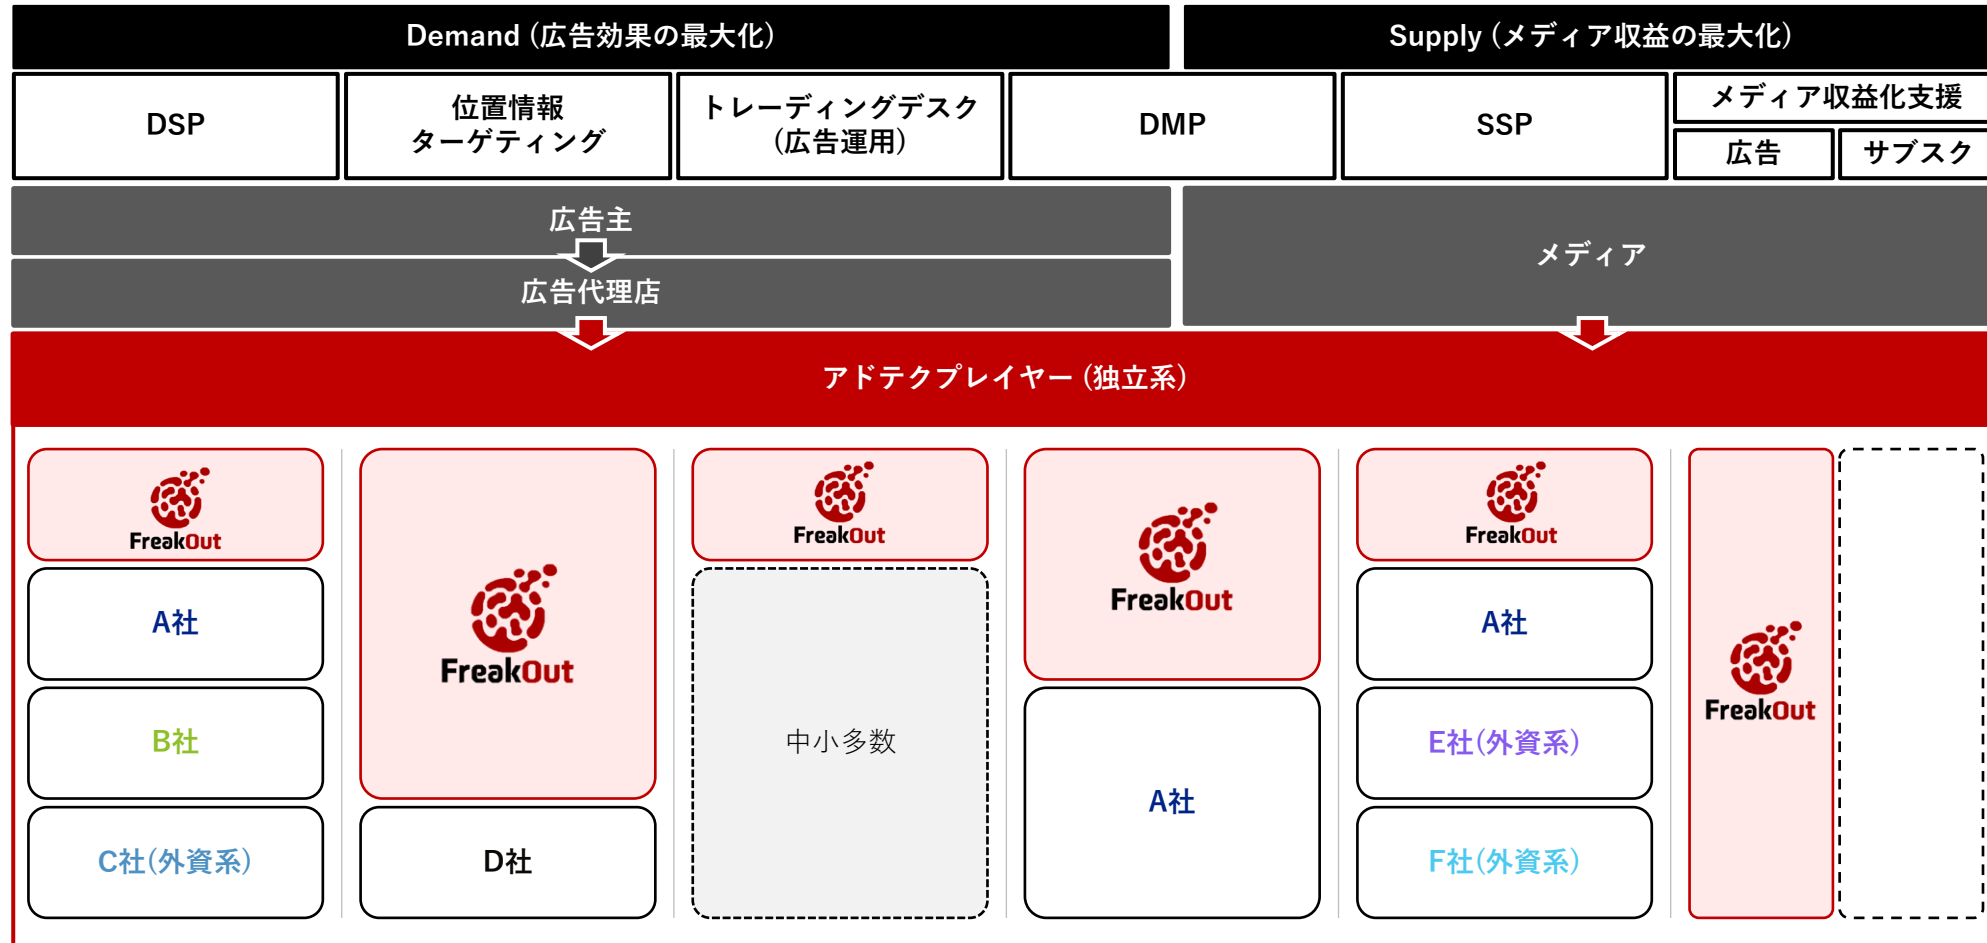 Demand (広告効果の最大化)
Supply (メディア収益の最大化)
DSP
位置情報
ターゲティング
トレーディングデスク
(広告運用)
DMP
SSP
メディア収益化支援
広告
サブスク
広告主
広告代理店
メディア
アドテクプレイヤー (独立系)
FreakOut
A社
B社
C社(外資系)
FreakOut
D社
FreakOut
中小多数
FreakOut
A社
FreakOut
A社
E社(外資系)
F社(外資系)
FreakOut